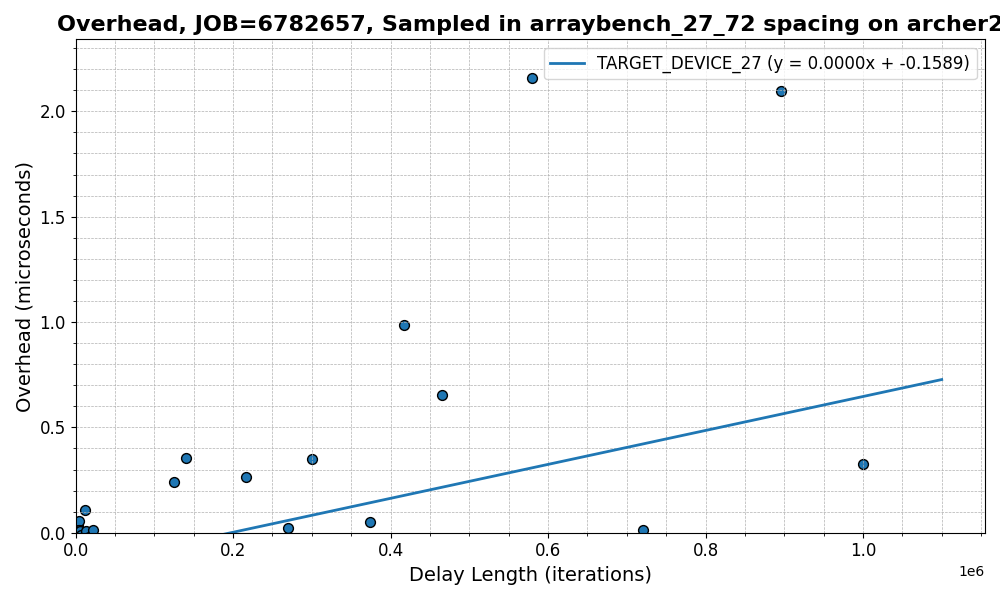 Overhead, JOB=6782657, Sampled in arraybench_27_72 spacing on archer2
TARGET_DEVICE_27 (y = 0.0000x + -0.1589)
Overhead (microseconds)
2.0
1.5
1.0
0.5
0.0
0.0 0.2 0.4 0.6 0.8 1.0
1e6
Delay Length (iterations)